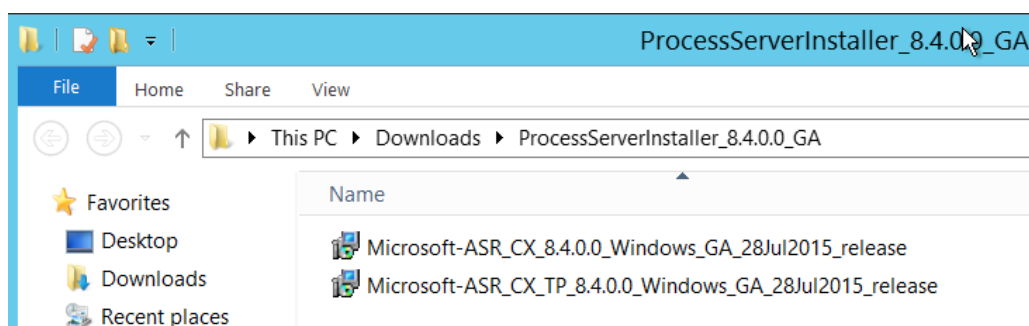 ProcessServerInstaller_8.4.0.0_GA
File Home Share View
This PC Downloads ProcessServerInstaller_8.4.0.0_GA
Favorites
Name
Desktop
Microsoft-ASR_CX_8.4.0.0_Windows_GA_28Jul2015_release
Downloads
Microsoft-ASR_CX_TP_8.4.0.0_Windows_GA_28Jul2015_release
Recent places